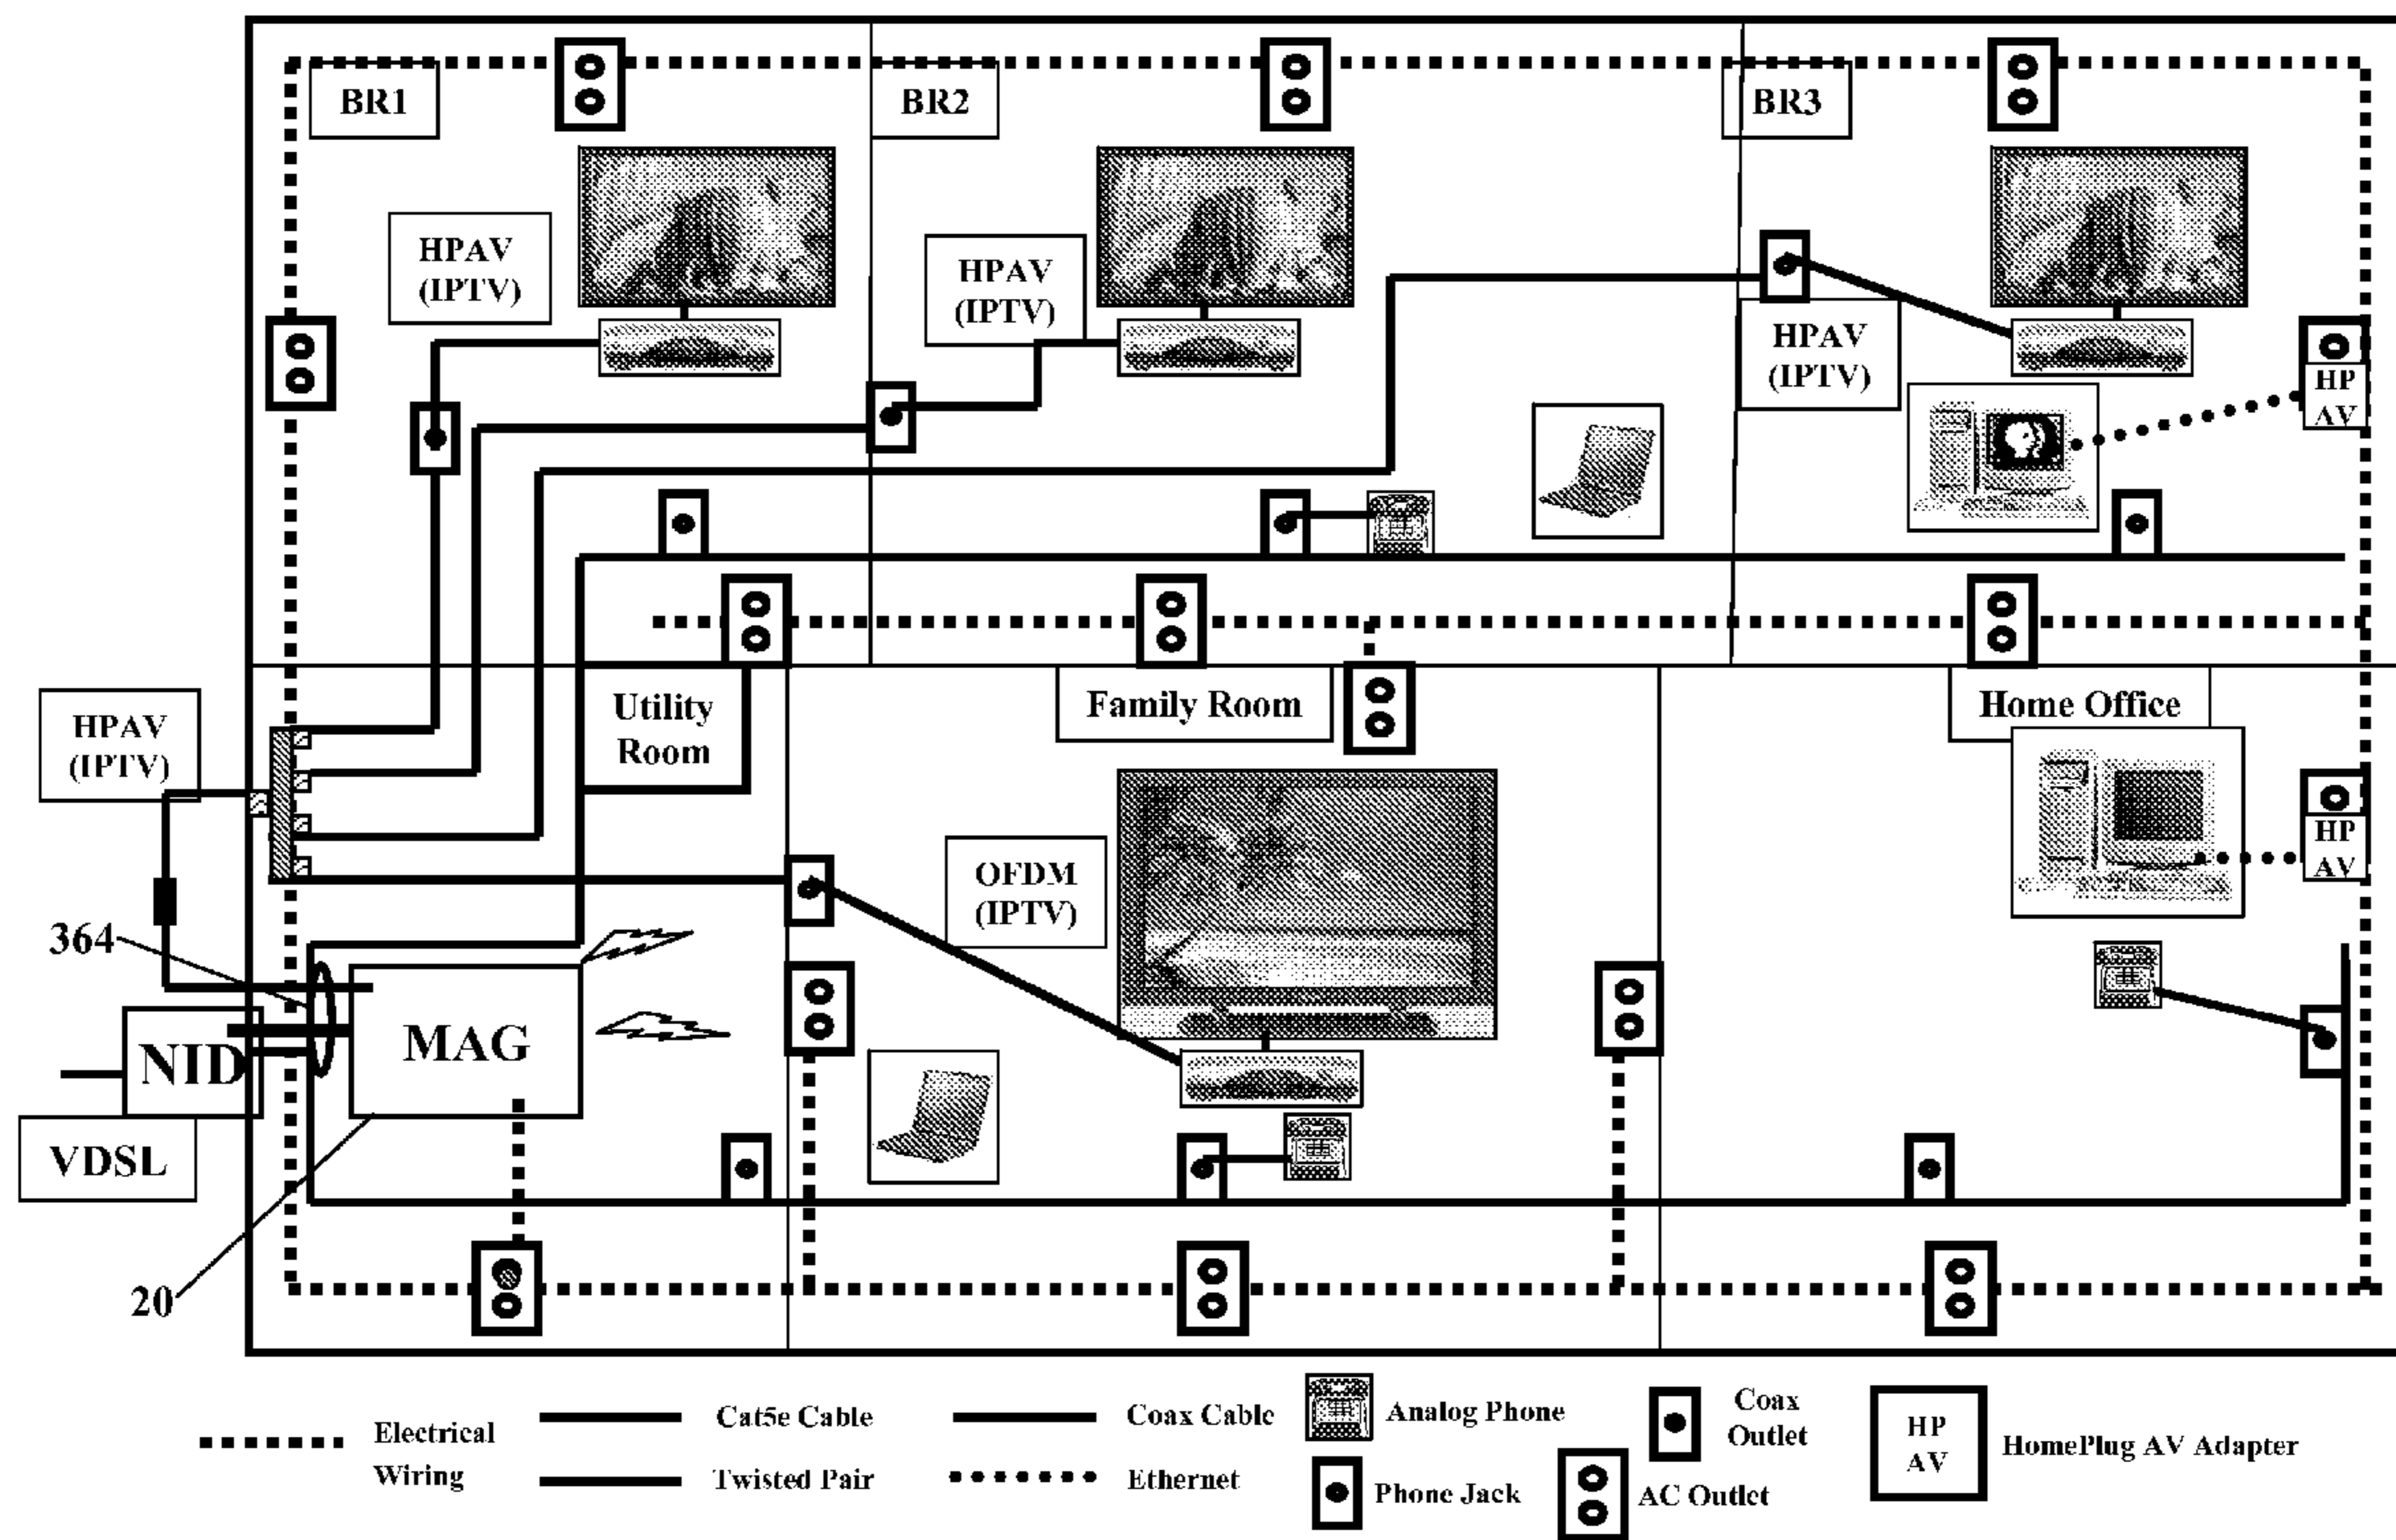 BR1
BR2
BR3
HPAV
(IPTV)
HPAV
(IPTV)
HPAV
(IPTV)
HP
AV
Utility
Room
Family Room
Home Office
HPAV
(IPTV)
OFDM
(IPTV)
HP
AV
364
MAG
NID
VDSL
20
Electrical
Wiring
Cat5e Cable
Twisted Pair
Coax Cable
Ethernet
Analog Phone
Phone Jack
Coax
Outlet
AC Outlet
HP
AV
HomePlug AV Adapter